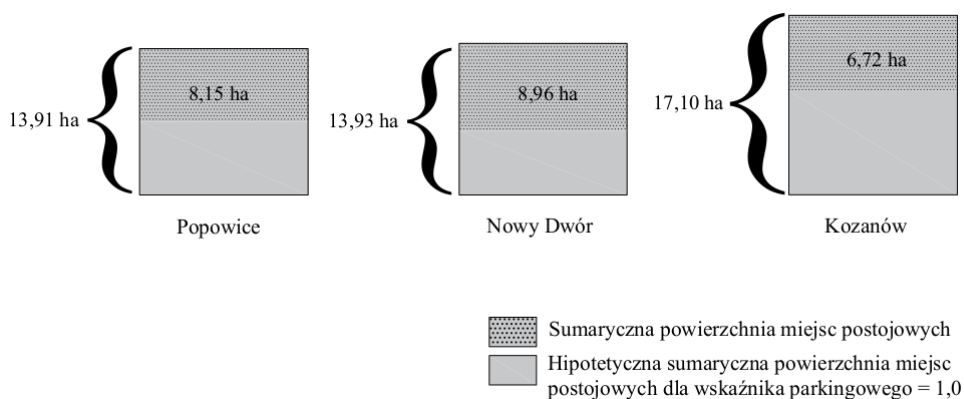 13,91 ha
8,15 ha
Popowice
13,93 ha
8,96 ha
Nowy Dwór
17,10 ha
6,72 ha
Kozanów
Sumaryczna powierzchnia miejsc postojowych
Hipotetyczna sumaryczna powierzchnia miejsc
postojowych dla wskaźnika parkingowego = 1,0